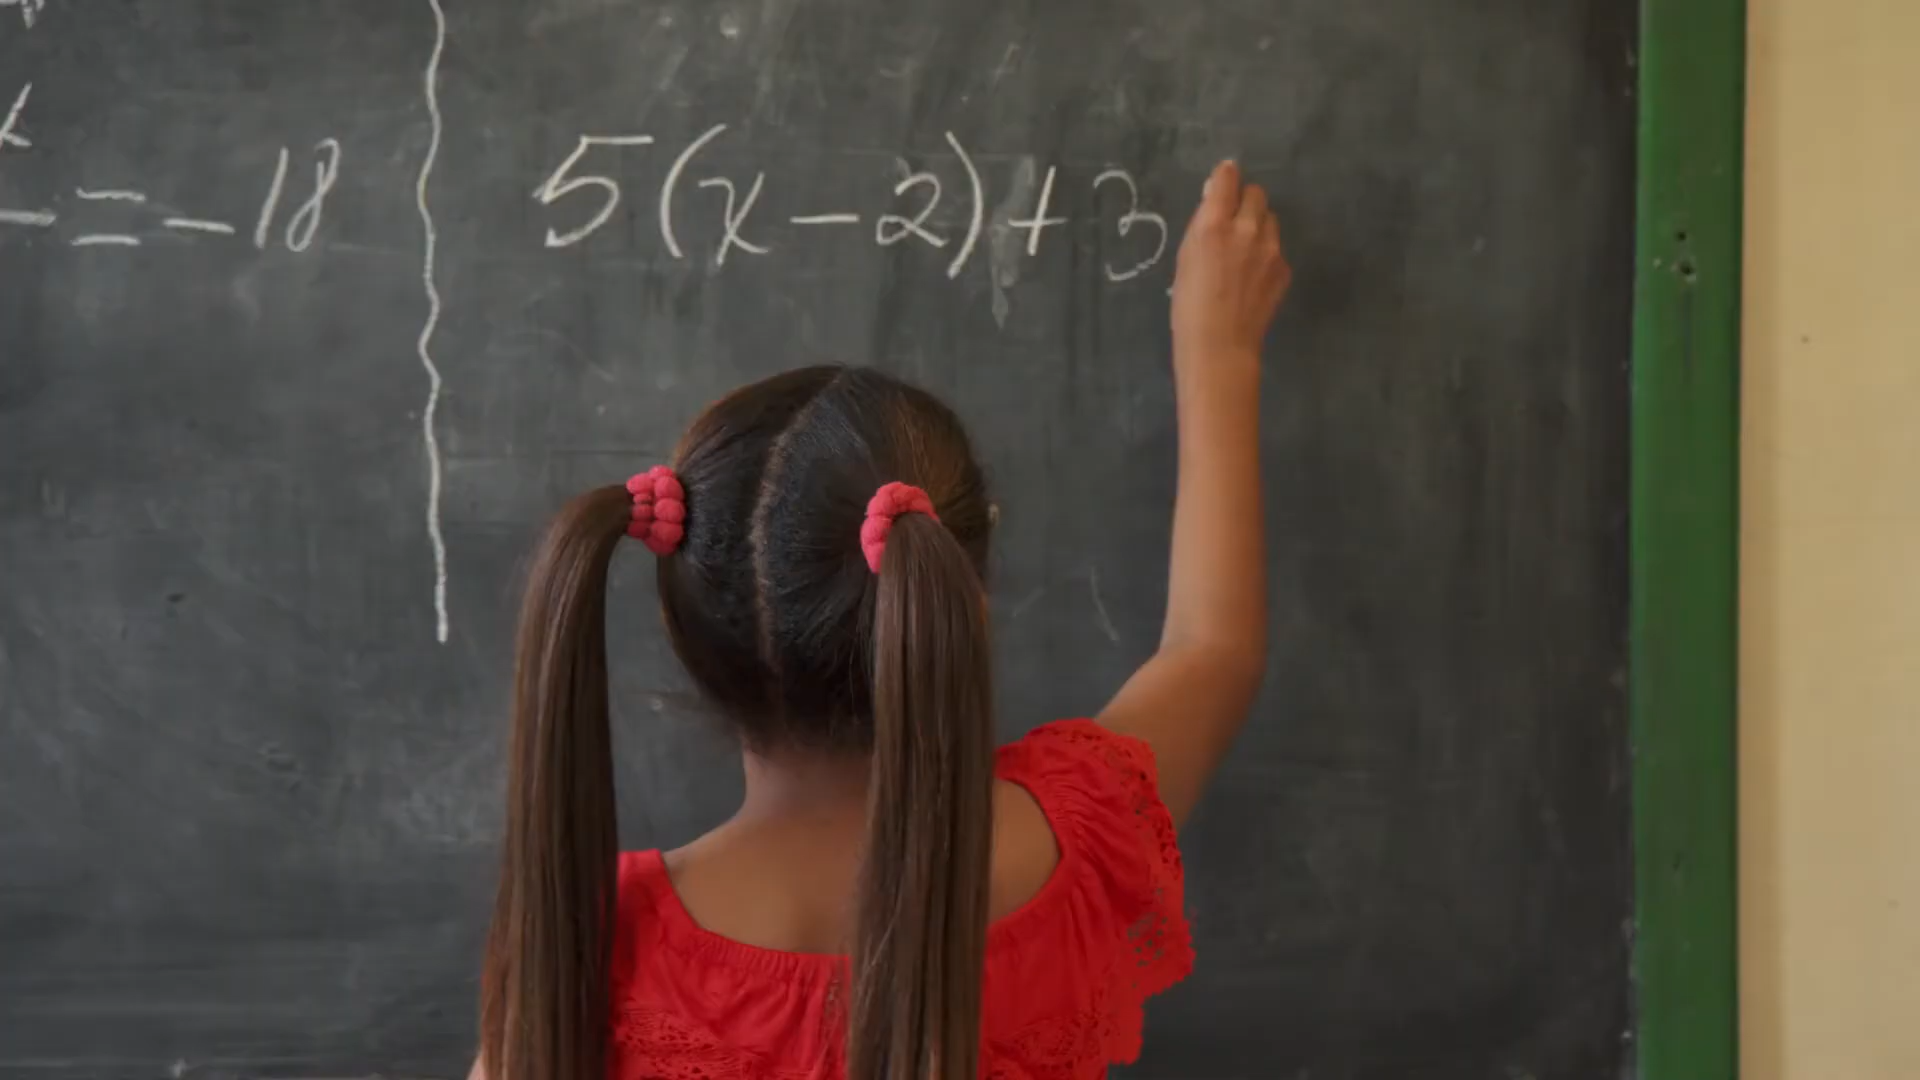 = -18
5(x-2)+3